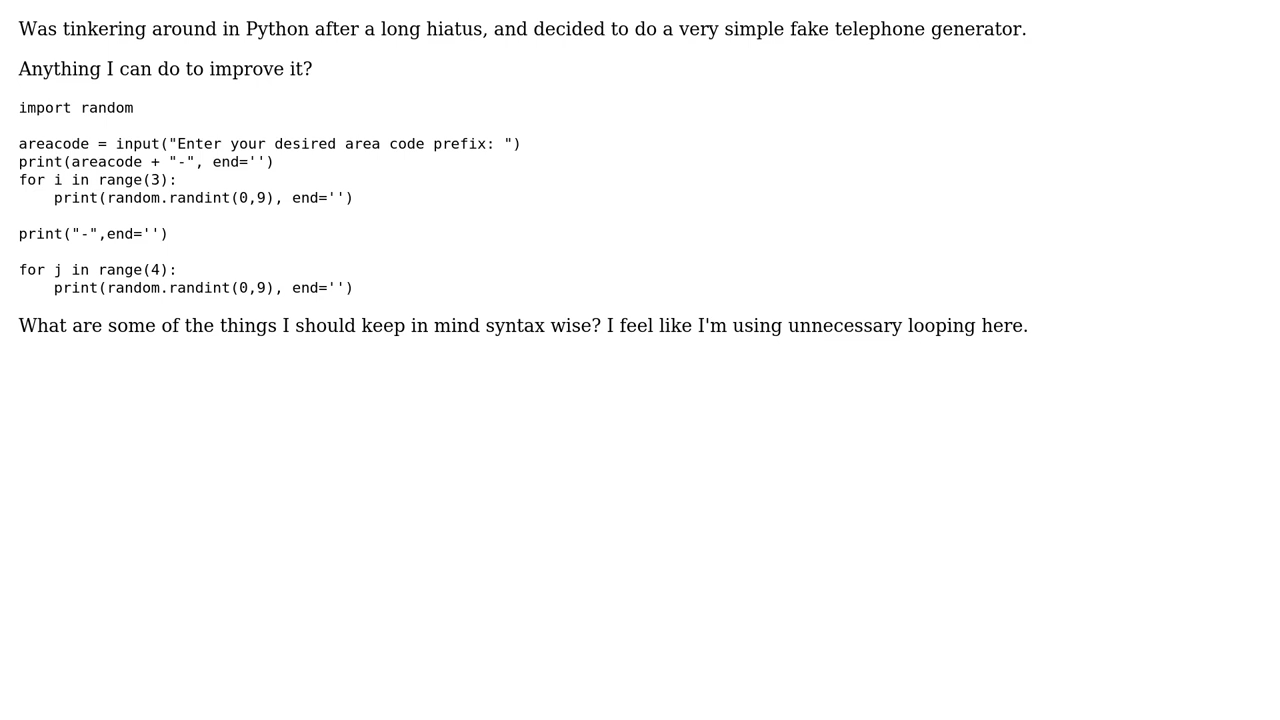 Was tinkering around in Python after a long hiatus, and decided to do a very simple fake telephone generator.
Anything I can do to improve it?
import random
areacode = input("Enter your desired area code prefix: ")
print(areacode + "-", end='')
for i in range(3):
    print(random.randint(0,9), end='')
print("-",end='')
for j in range(4):
    print(random.randint(0,9), end='')
What are some of the things I should keep in mind syntax wise? I feel like I'm using unnecessary looping here.